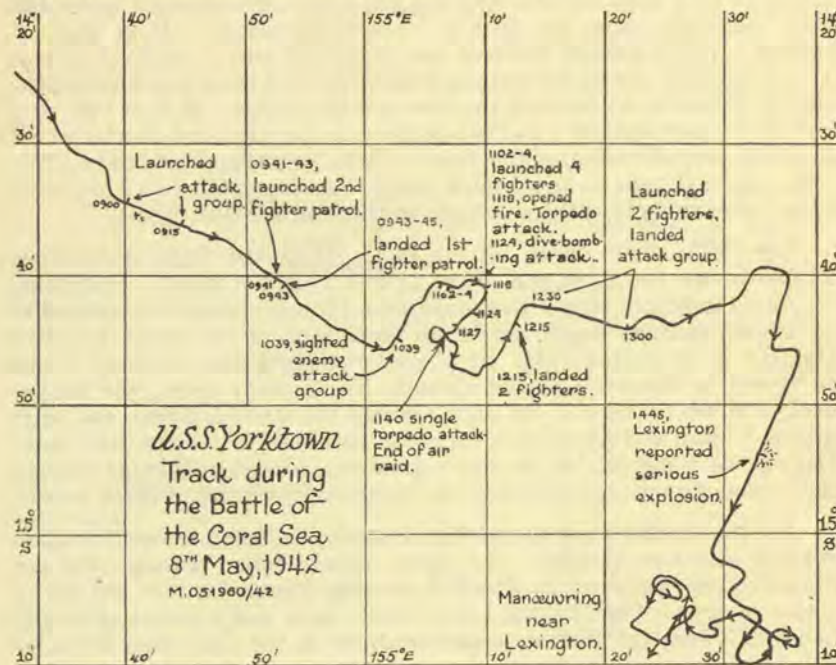 14° 40' 50' 155°E 10' 20' 30' 14°
20' 20'
30' 30'
40' 40'
50' 50'
15° 15°
S S
10' 40' 50' 155°E 10' 20' 30' 10'
Launched
attack
group.
0900
0915
0941-43,
launched 2nd
fighter patrol.
0941
0943
0943-45,
landed 1st
fighter patrol.
1039, sighted
enemy
attack
group
1039
1102-4,
launched 4
fighters
1118, opened
fire. Torpedo
attack.
1124, dive-bomb-
ing attack..
1102-4
1118
1124
1127
1140 single
torpedo attack-
End of air
raid.
1215
1215, landed
2 fighters.
1230
Launched
2 fighters,
landed
attack group
1300
1445,
Lexington
reported
serious
explosion.
Manœuvring
near
Lexington.
U.S.S. Yorktown
Track during
the Battle of
the Coral Sea
8TH May, 1942
M.051960/42